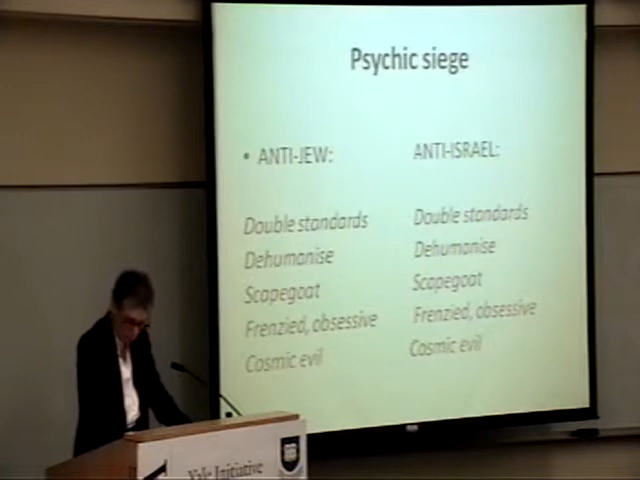 Psychic siege
• ANTI-JEW: ANTI-ISRAEL:
Double standards Double standards
Dehumanise Dehumanise
Scapegoat Scapegoat
Frenzied, obsessive Frenzied, obsessive
Cosmic evil Cosmic evil
Yale Initiative